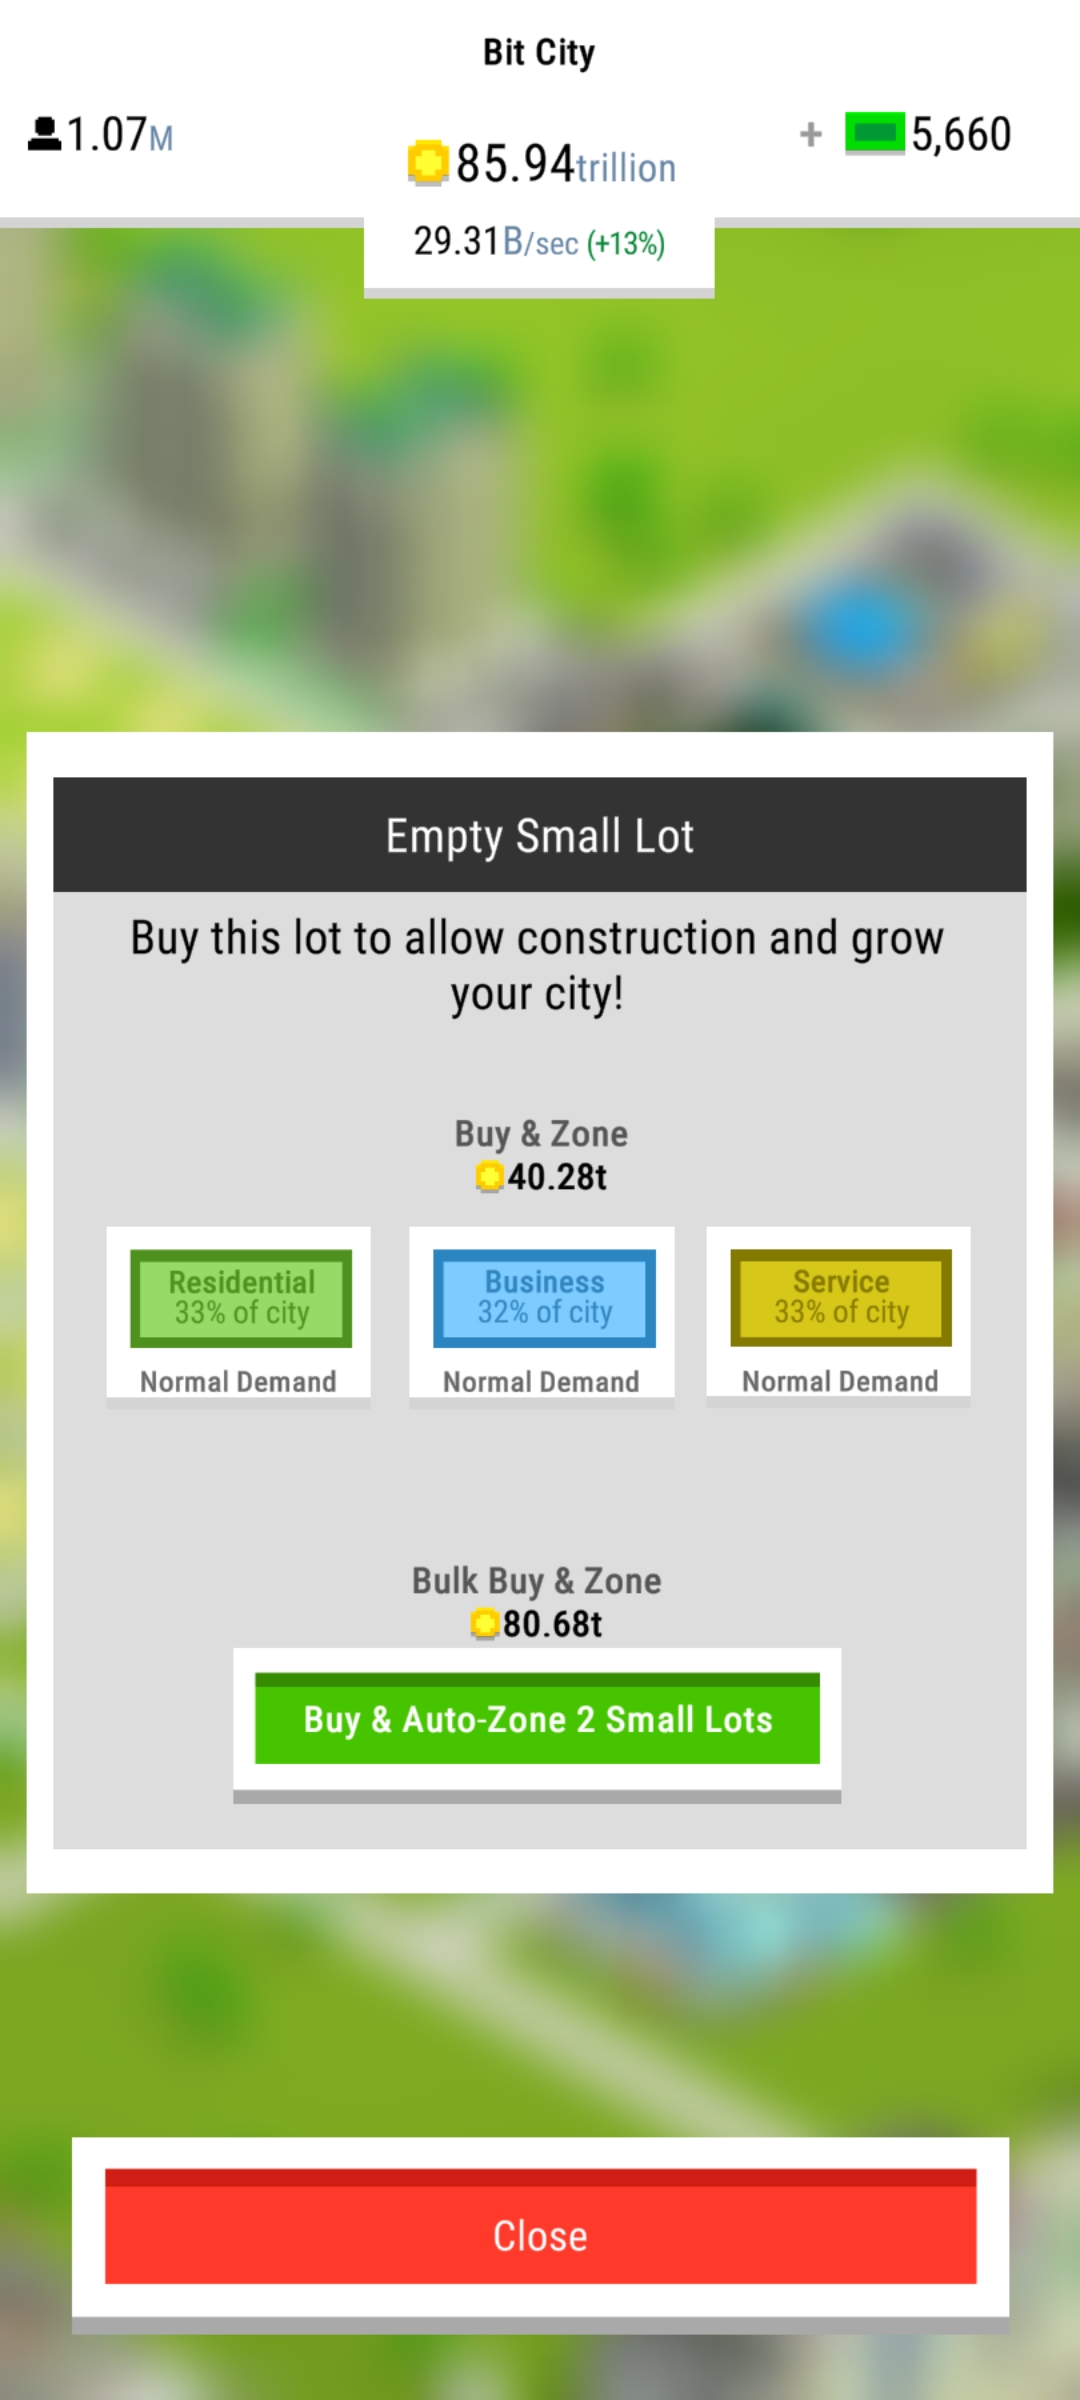 Bit City
1.07M
85.94trillion
+ 5,660
29.31B/sec (+13%)
Empty Small Lot
Buy this lot to allow construction and grow
your city!
Buy & Zone
40.28t
Residential
33% of city
Normal Demand
Business
32% of city
Normal Demand
Service
33% of city
Normal Demand
Bulk Buy & Zone
80.68t
Buy & Auto-Zone 2 Small Lots
Close